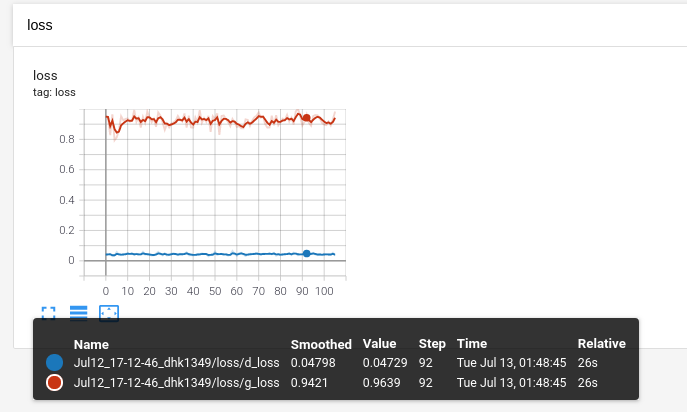 loss
loss
tag: loss
0.8
0.6
0.4
0.2
0
0 10 20 30 40 50 60 70 80 90 100
Name Smoothed Value Step Time Relative
Jul12_17-12-46_dhk1349/loss/d_loss 0.04798 0.04729 92 Tue Jul 13, 01:48:45 26s
Jul12_17-12-46_dhk1349/loss/g_loss 0.9421 0.9639 92 Tue Jul 13, 01:48:45 26s